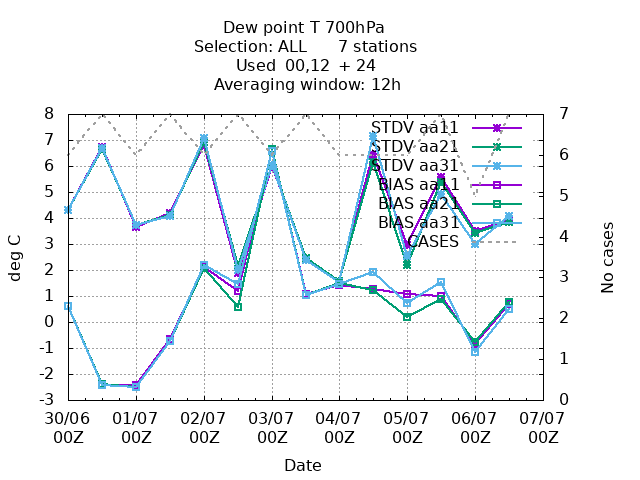 Dew point T 700hPa
Selection: ALL      7 stations
Used  00,12  + 24
Averaging window: 12h
8
7
6
5
4
3
2
1
0
-1
-2
-3
deg C
7
6
5
4
3
2
1
0
No cases
STDV aa11
STDV aa21
STDV aa31
BIAS aa11
BIAS aa21
BIAS aa31
CASES
30/06 01/07 02/07 03/07 04/07 05/07 06/07 07/07
00Z 00Z 00Z 00Z 00Z 00Z 00Z 00Z
Date